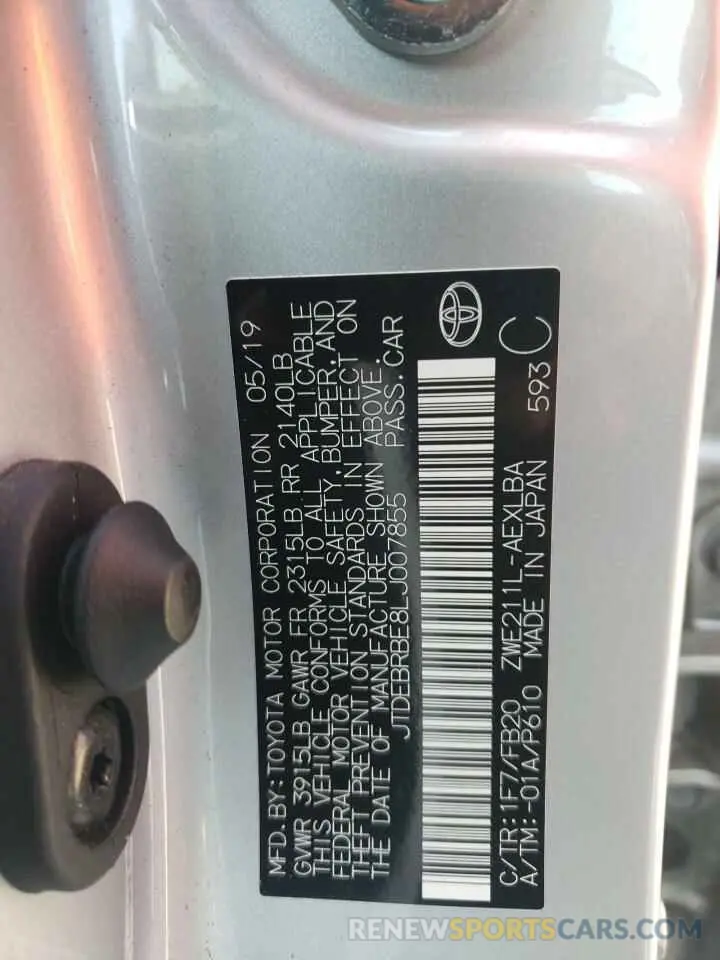 MFD. BY: TOYOTA MOTOR CORPORATION 05/19
GVWR 3915LB GAWR FR 2315LB RR 2140LB
THIS VEHICLE CONFORMS TO ALL APPLICABLE
FEDERAL MOTOR VEHICLE SAFETY, BUMPER, AND
THEFT PREVENTION STANDARDS IN EFFECT ON
THE DATE OF MANUFACTURE SHOWN ABOVE.
JTDEBRBE8LJ007855 PASS. CAR
C/TR: 1F7/FB20 ZWE211L-AEXLBA 593 C
A/TM: -01A/P610 MADE IN JAPAN
RENEWSPORTSCARS.COM